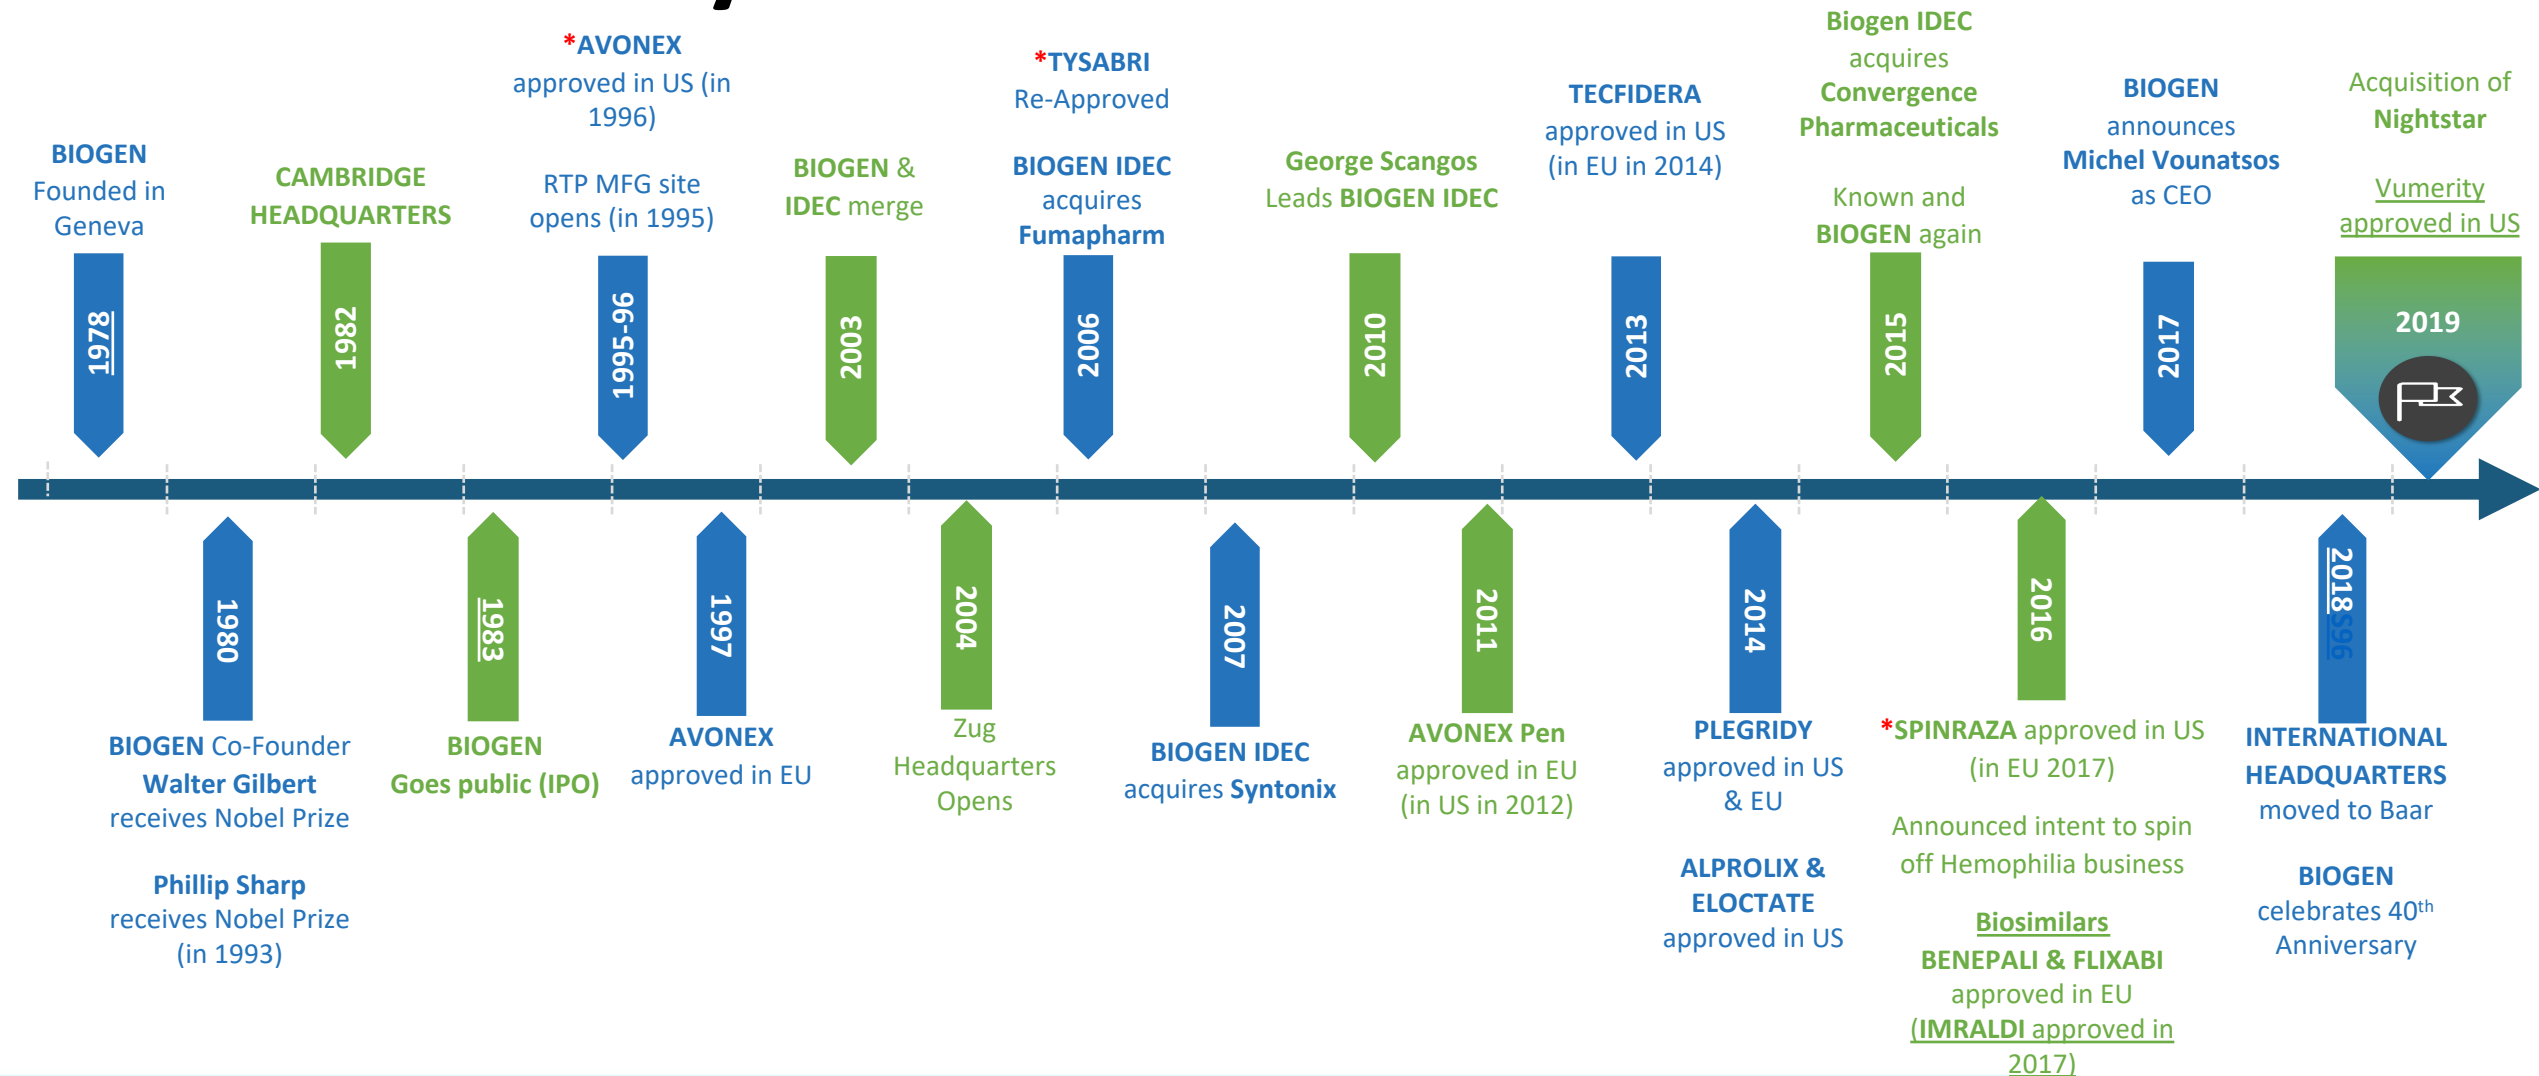 *AVONEX
approved in US (in
1996)
RTP MFG site
opens (in 1995)
*TYSABRI
Re-Approved
BIOGEN IDEC
acquires
Fumapharm
TECFIDERA
approved in US
(in EU in 2014)
Biogen IDEC
acquires
Convergence
Pharmaceuticals
Known and
BIOGEN again
BIOGEN
announces
Michel Vounatsos
as CEO
Acquisition of
Nightstar
Vumerity
approved in US
BIOGEN
Founded in
Geneva
CAMBRIDGE
HEADQUARTERS
BIOGEN &
IDEC merge
George Scangos
Leads BIOGEN IDEC
1978
1982
1995-96
2003
2006
2010
2013
2015
2017
2019
1980
1983
1997
2004
2007
2011
2014
2016
2018S96
BIOGEN Co-Founder
Walter Gilbert
receives Nobel Prize
Phillip Sharp
receives Nobel Prize
(in 1993)
BIOGEN
Goes public (IPO)
AVONEX
approved in EU
Zug
Headquarters
Opens
BIOGEN IDEC
acquires Syntonix
AVONEX Pen
approved in EU
(in US in 2012)
PLEGRIDY
approved in US
& EU
ALPROLIX &
ELOCTATE
approved in US
*SPINRAZA approved in US
(in EU 2017)
Announced intent to spin
off Hemophilia business
Biosimilars
BENEPALI & FLIXABI
approved in EU
(IMRALDI approved in
2017)
INTERNATIONAL
HEADQUARTERS
moved to Baar
BIOGEN
celebrates 40th
Anniversary